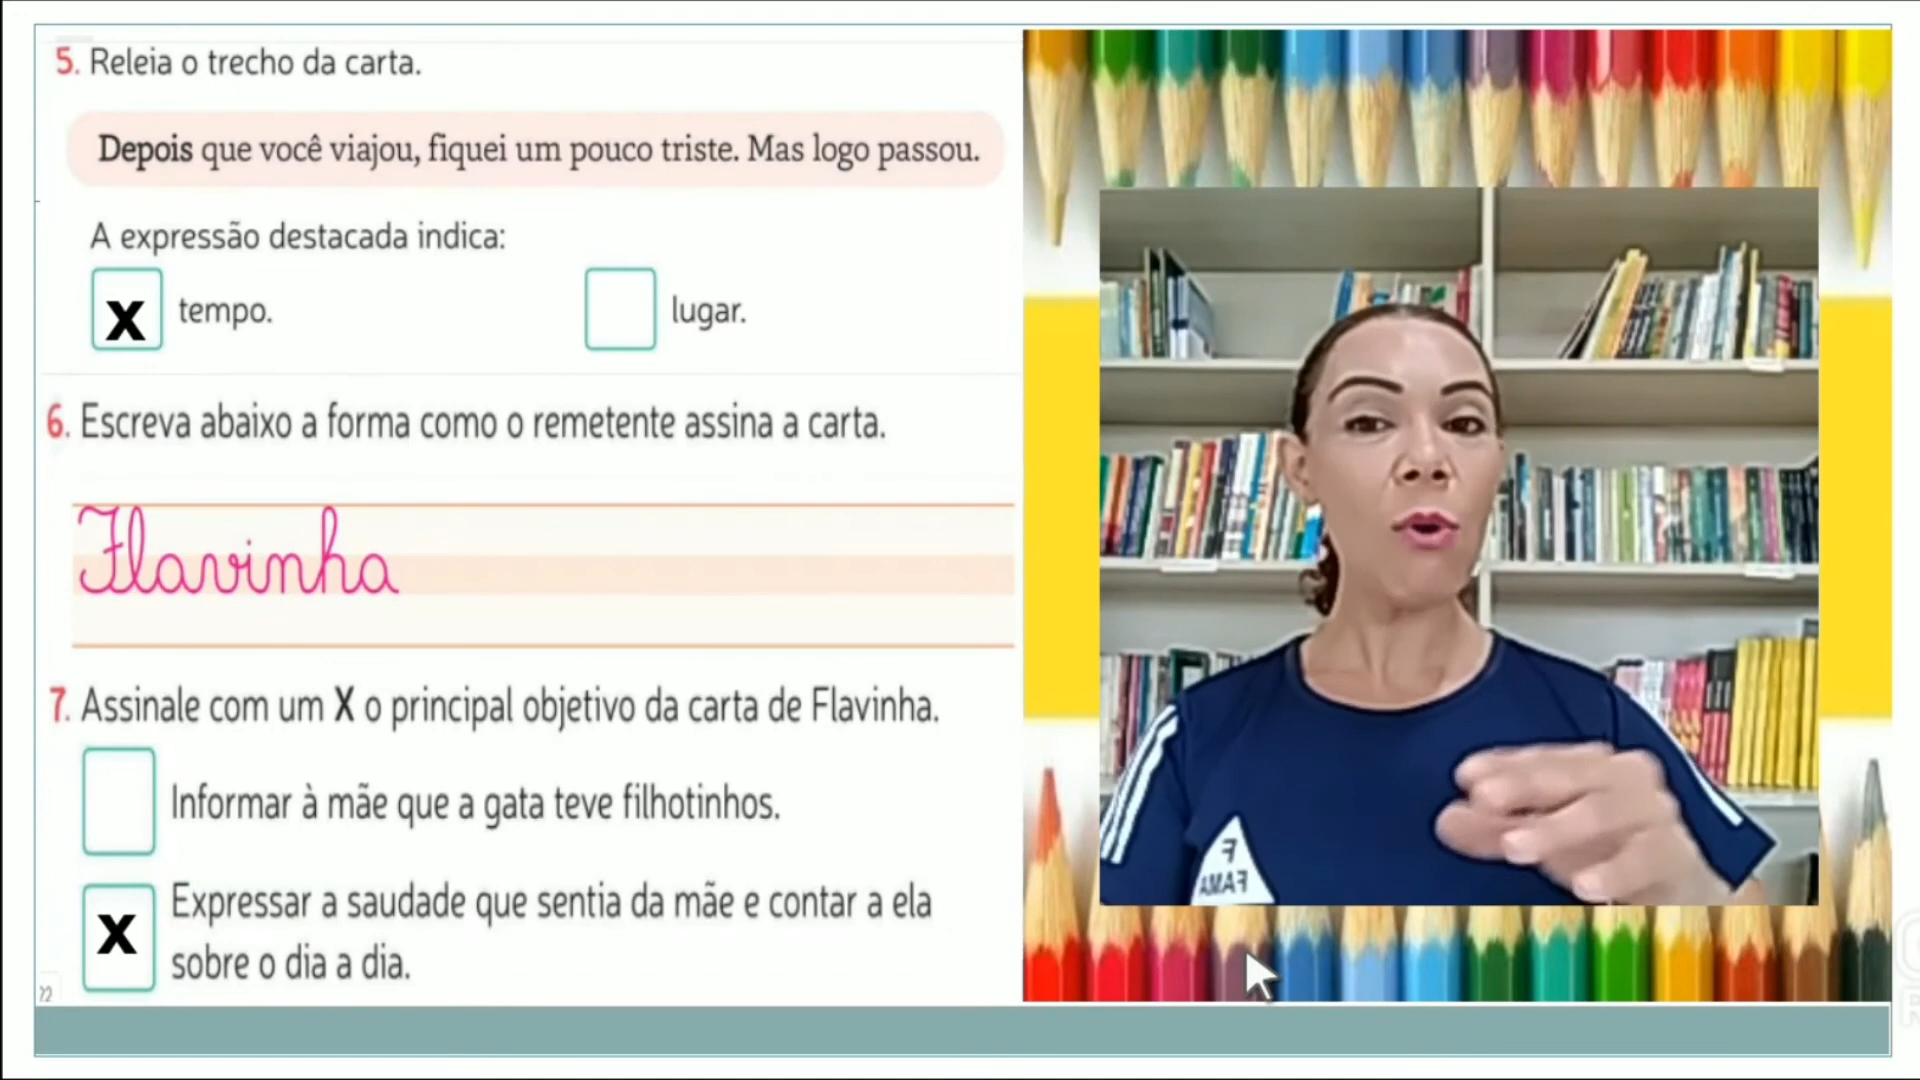 5. Releia o trecho da carta.
Depois que você viajou, fiquei um pouco triste. Mas logo passou.
A expressão destacada indica:
X tempo.
lugar.
6. Escreva abaixo a forma como o remetente assina a carta.
Flavinha
7. Assinale com um X o principal objetivo da carta de Flavinha.
Informar à mãe que a gata teve filhotinhos.
X Expressar a saudade que sentia da mãe e contar a ela
sobre o dia a dia.
22
F
FAMA